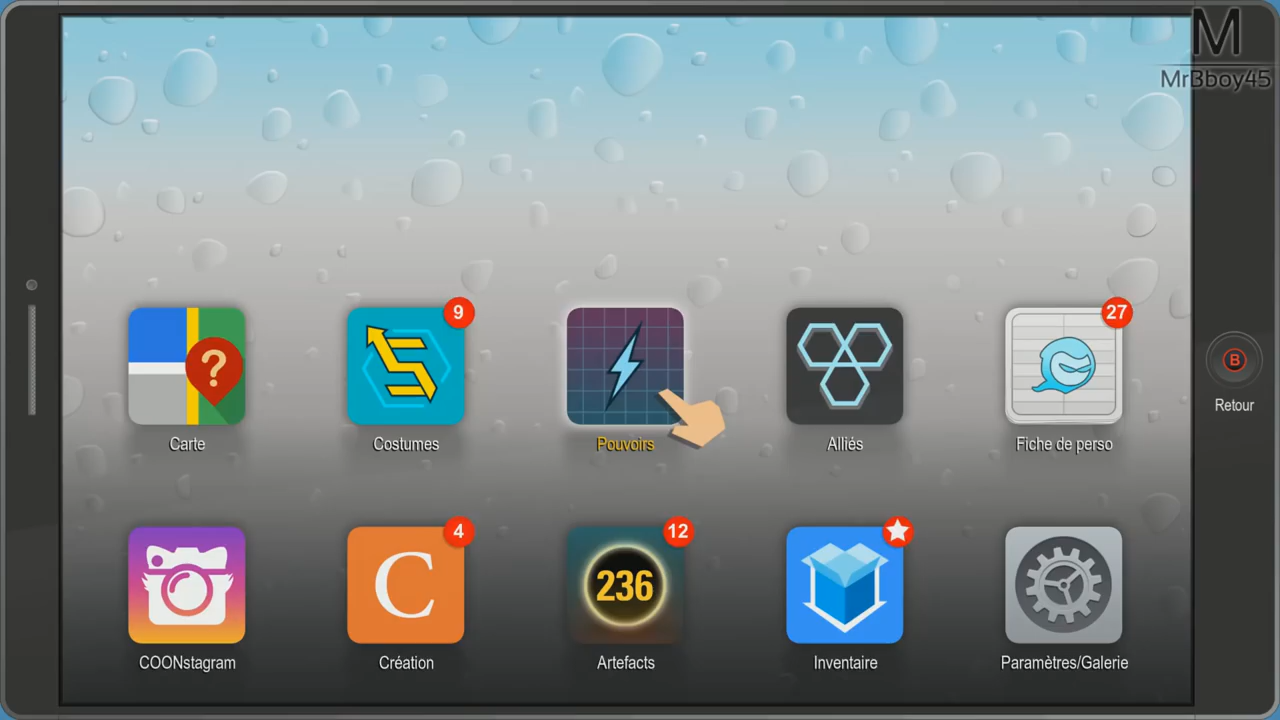 M
MrBboy45
9
27
Carte
Costumes
Pouvoirs
Alliés
Fiche de perso
B
Retour
4
12
C
236
COONstagram
Création
Artefacts
Inventaire
Paramètres/Galerie